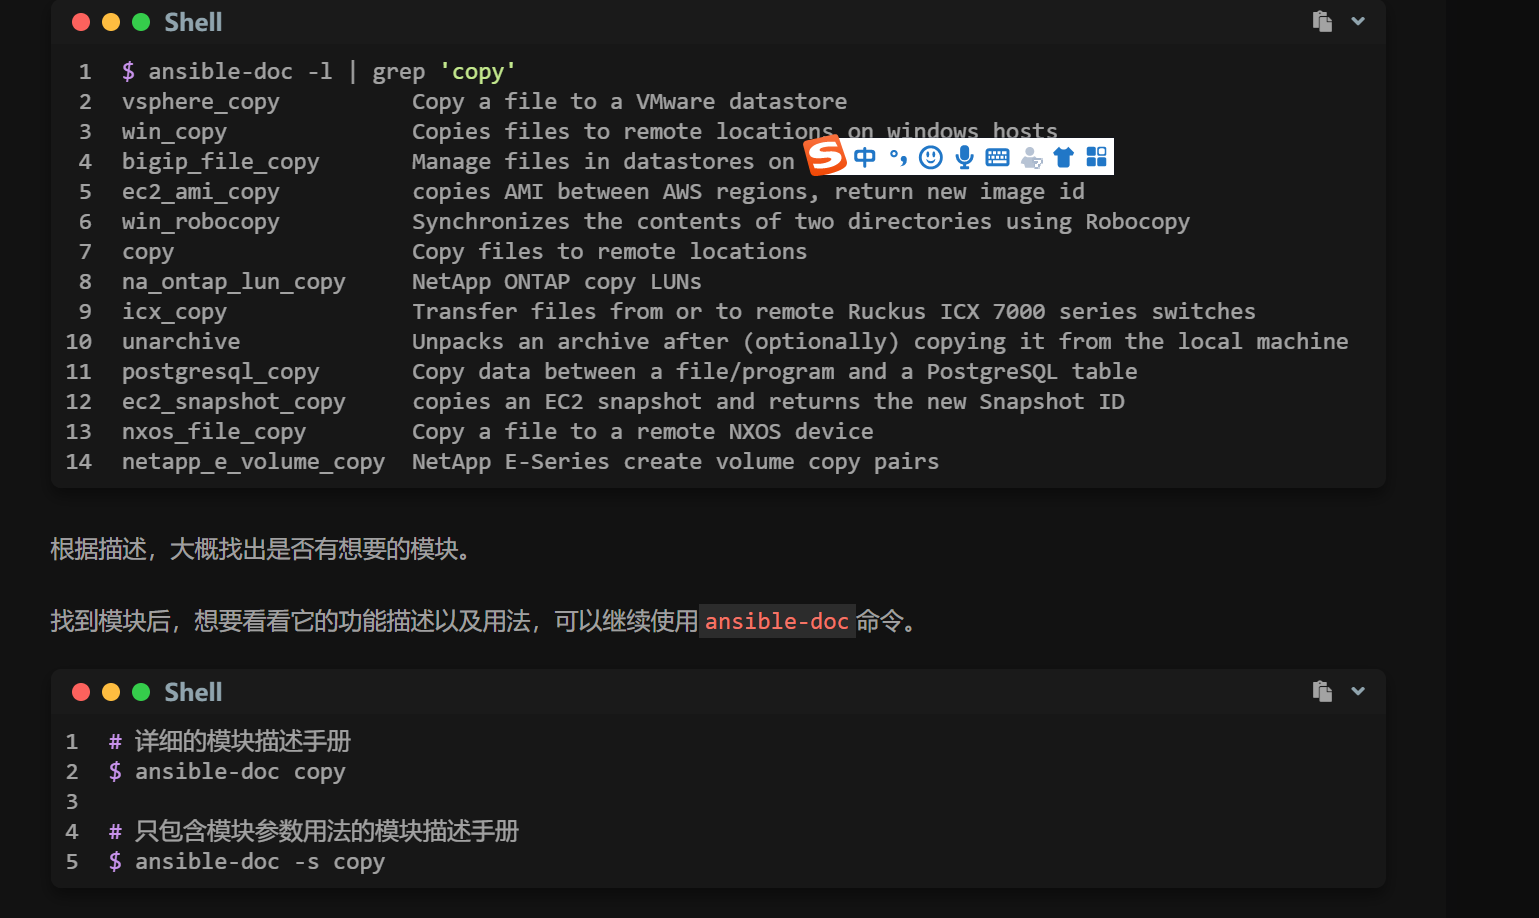 Shell
1 $ ansible-doc -l | grep 'copy'
2 vsphere_copy Copy a file to a VMware datastore
3 win_copy Copies files to remote locations on windows hosts
4 bigip_file_copy Manage files in datastores on
中
5 ec2_ami_copy copies AMI between AWS regions, return new image id
6 win_robocopy Synchronizes the contents of two directories using Robocopy
7 copy Copy files to remote locations
8 na_ontap_lun_copy NetApp ONTAP copy LUNs
9 icx_copy Transfer files from or to remote Ruckus ICX 7000 series switches
10 unarchive Unpacks an archive after (optionally) copying it from the local machine
11 postgresql_copy Copy data between a file/program and a PostgreSQL table
12 ec2_snapshot_copy copies an EC2 snapshot and returns the new Snapshot ID
13 nxos_file_copy Copy a file to a remote NXOS device
14 netapp_e_volume_copy NetApp E-Series create volume copy pairs
根据描述，大概找出是否有想要的模块。
找到模块后，想要看看它的功能描述以及用法，可以继续使用ansible-doc命令。
Shell
1 # 详细的模块描述手册
2 $ ansible-doc copy
3
4 # 只包含模块参数用法的模块描述手册
5 $ ansible-doc -s copy